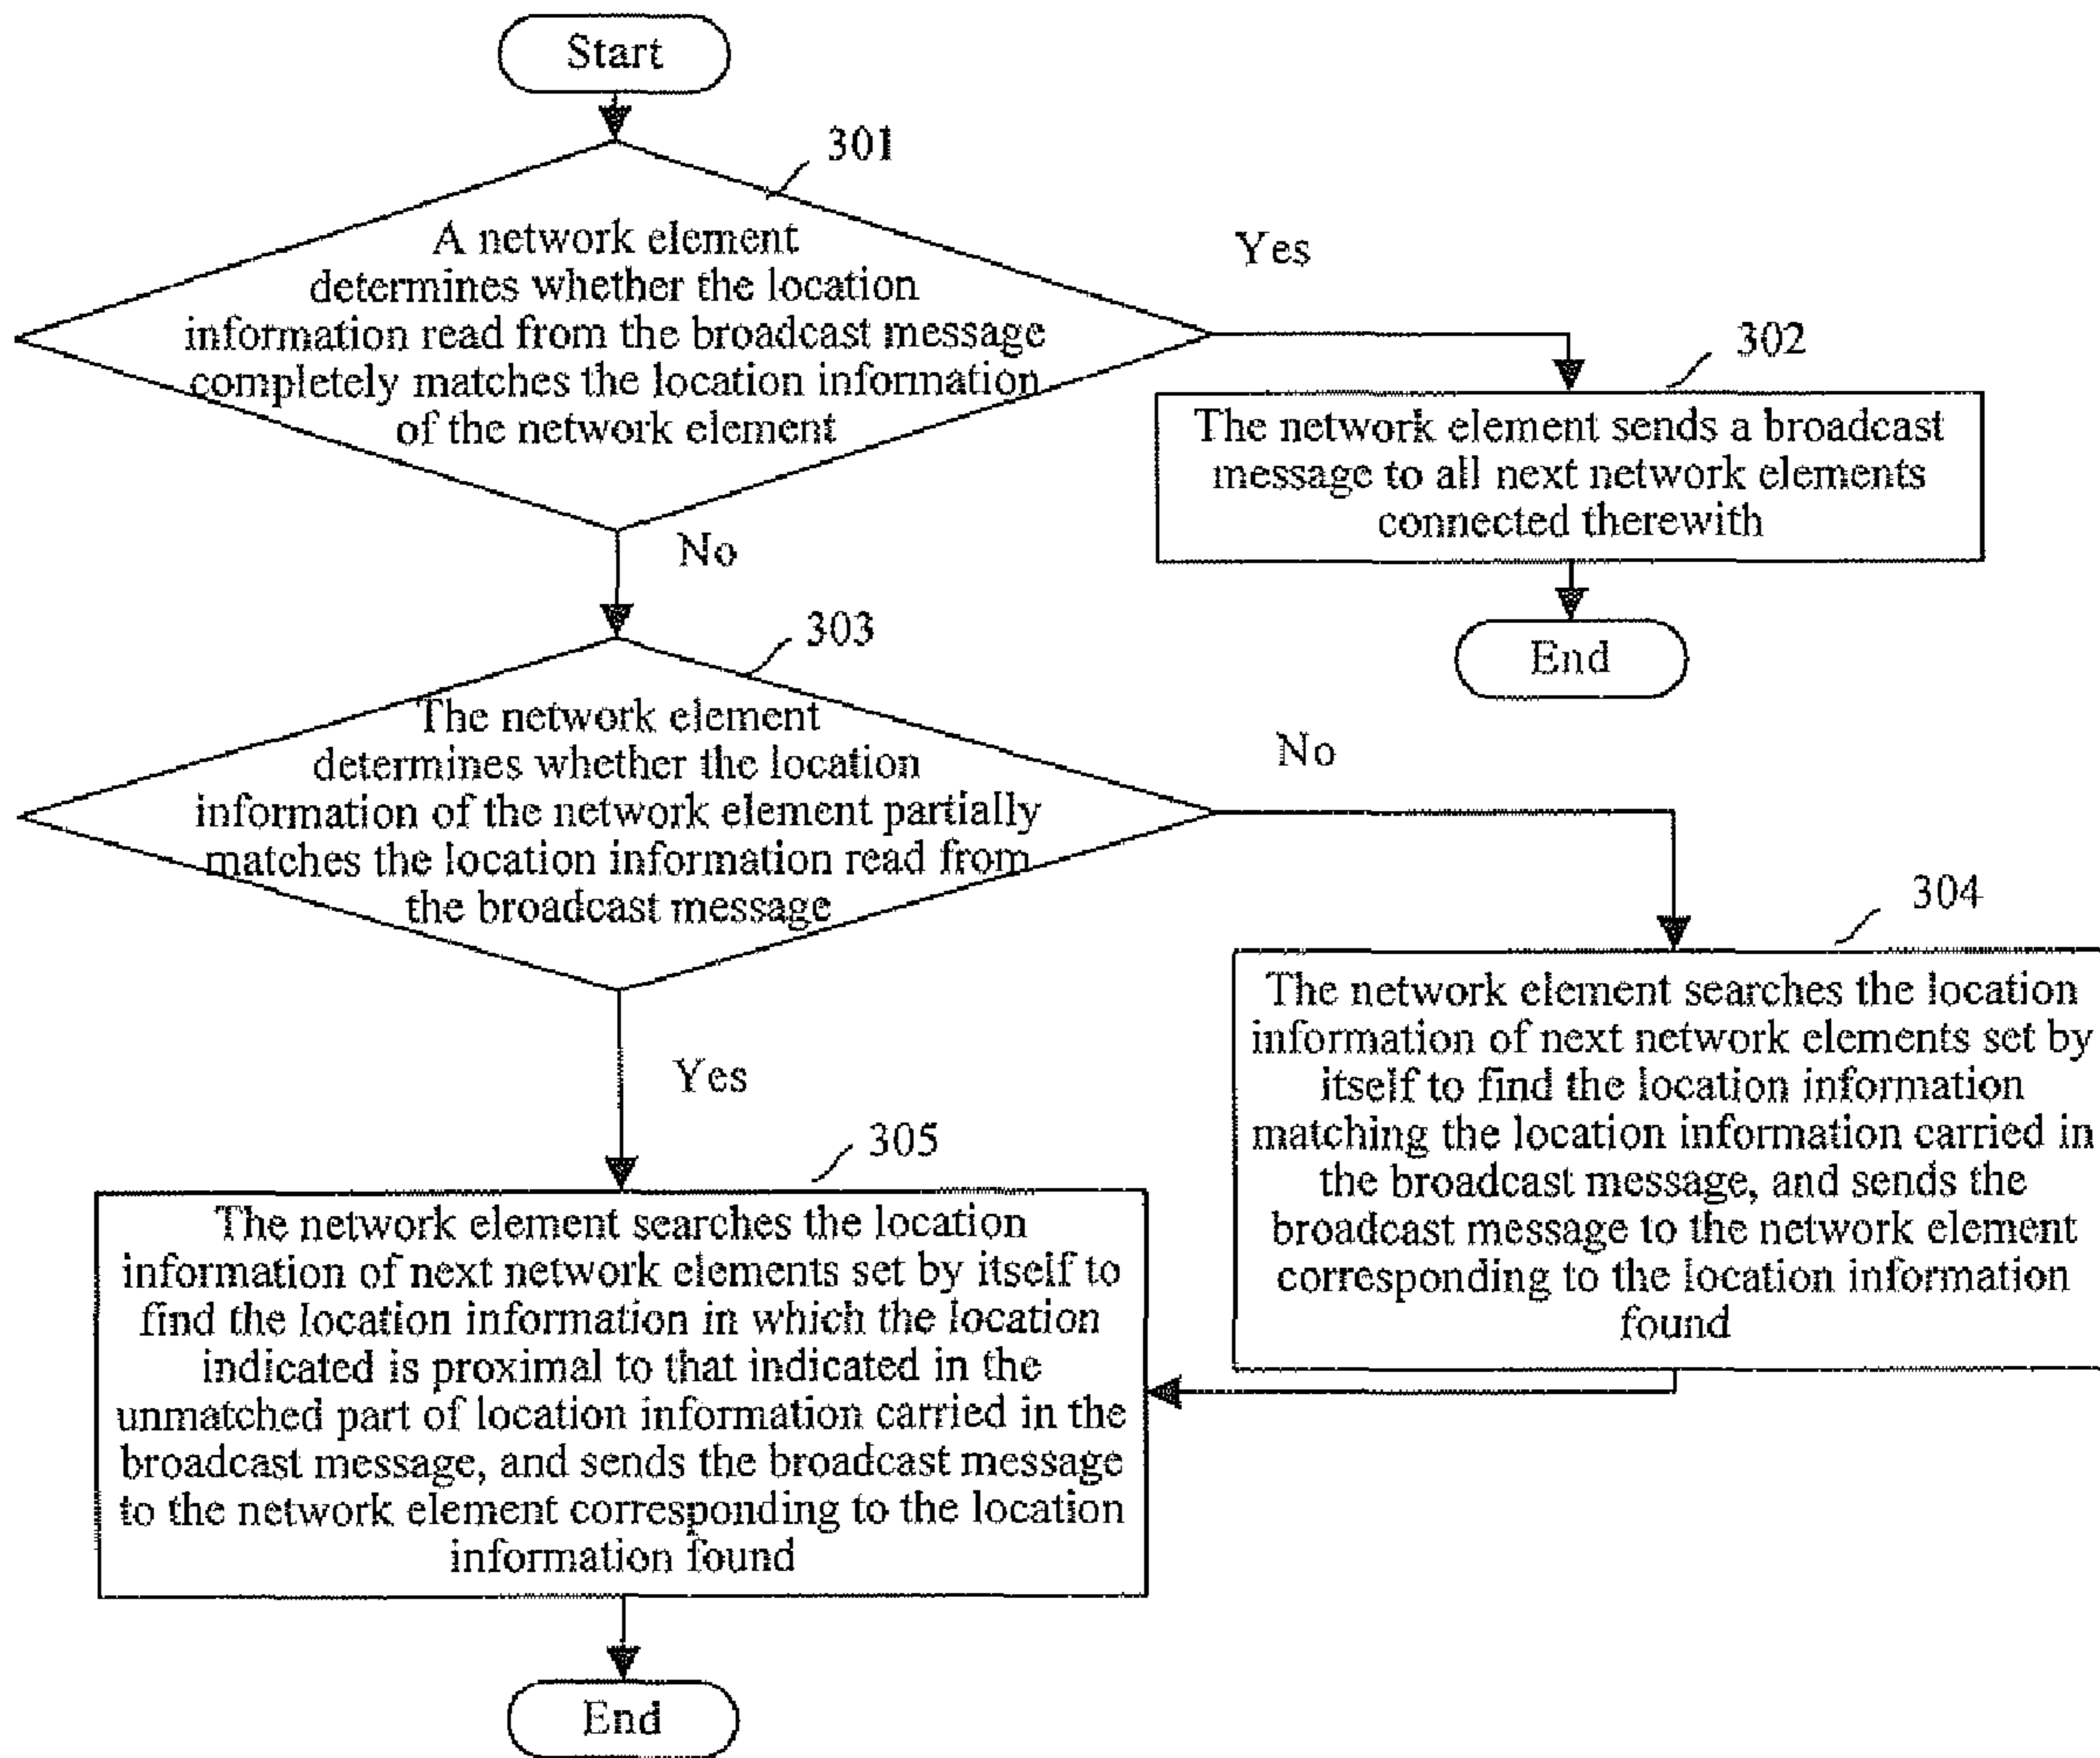 Start
301
A network element
determines whether the location
information read from the broadcast message
completely matches the location information
of the network element
Yes
302
The network element sends a broadcast
message to all next network elements
connected therewith
End
No
303
The network element
determines whether the location
information of the network element partially
matches the location information read from
the broadcast message
No
304
The network element searches the location
information of next network elements set by
itself to find the location information
matching the location information carried in
the broadcast message, and sends the
broadcast message to the network element
corresponding to the location information
found
Yes
305
The network element searches the location
information of next network elements set by itself to
find the location information in which the location
indicated is proximal to that indicated in the
unmatched part of location information carried in the
broadcast message, and sends the broadcast message
to the network element corresponding to the location
information found
End